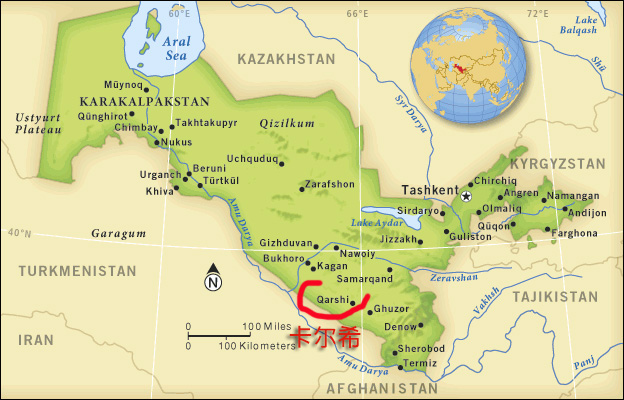 60°E
66°E
72°E
Aral
Sea
Lake
Balqash
KAZAKHSTAN
Shū
Müynoq
KARAKALPAKSTAN
Ustyurt
Plateau
Qünghirot
Takhtakupyr
Chimbay
Qizilkum
Syr Darya
Nukus
Uchquduq
KYRGYZSTAN
Beruni
Urganch
Türtkül
Khiva
Zarafshon
Tashkent
Chirchiq
Angren
Namangan
Olmaliq
Andijon
Sirdaryo
Lake Aydar
Qŭqon
Farghona
Guliston
Jizzakh
Amu Darya
40°N
Garagum
Gizhduvan
Nawoiy
Bukhoro
Kagan
Samarqand
Zeravshan
TURKMENISTAN
N
Qarshi
Ghuzor
Vakhsh
TAJIKISTAN
0 100 Miles
0 100 Kilometers
卡尔希
Denow
IRAN
Sherobod
Termiz
Amu Darya
Panj
AFGHANISTAN